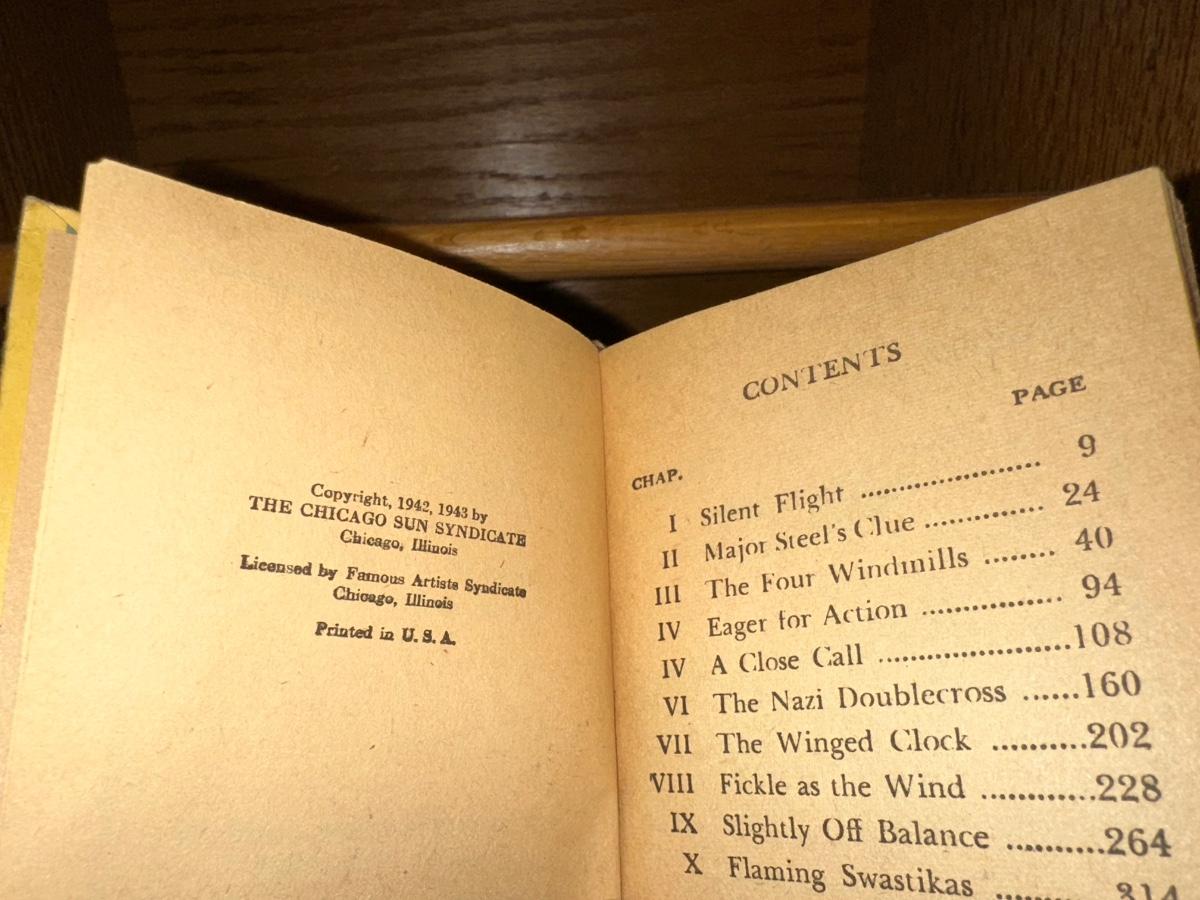 Copyright, 1942, 1943 by
THE CHICAGO SUN SYNDICATE
Chicago, Illinois
Licensed by Famous Artists Syndicate
Chicago, Illinois
Printed in U. S. A.
CONTENTS
CHAP. PAGE
I Silent Flight ........................ 9
II Major Steel's Clue ............... 24
III The Four Windmills ........ 40
IV Eager for Action ................. 94
IV A Close Call ........................108
VI The Nazi Doublecross ......160
VII The Winged Clock ..........202
VIII Fickle as the Wind ............228
IX Slightly Off Balance ..........264
X Flaming Swastikas .......... 314